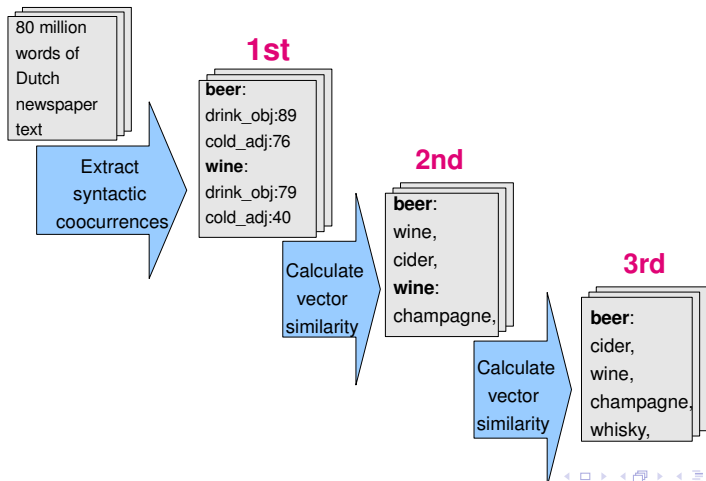 80 million
words of
Dutch
newspaper
text
Extract
syntactic
coocurrences
1st
beer:
drink_obj:89
cold_adj:76
wine:
drink_obj:79
cold_adj:40
Calculate
vector
similarity
2nd
beer:
wine,
cider,
wine:
champagne,
Calculate
vector
similarity
3rd
beer:
cider,
wine,
champagne,
whisky,